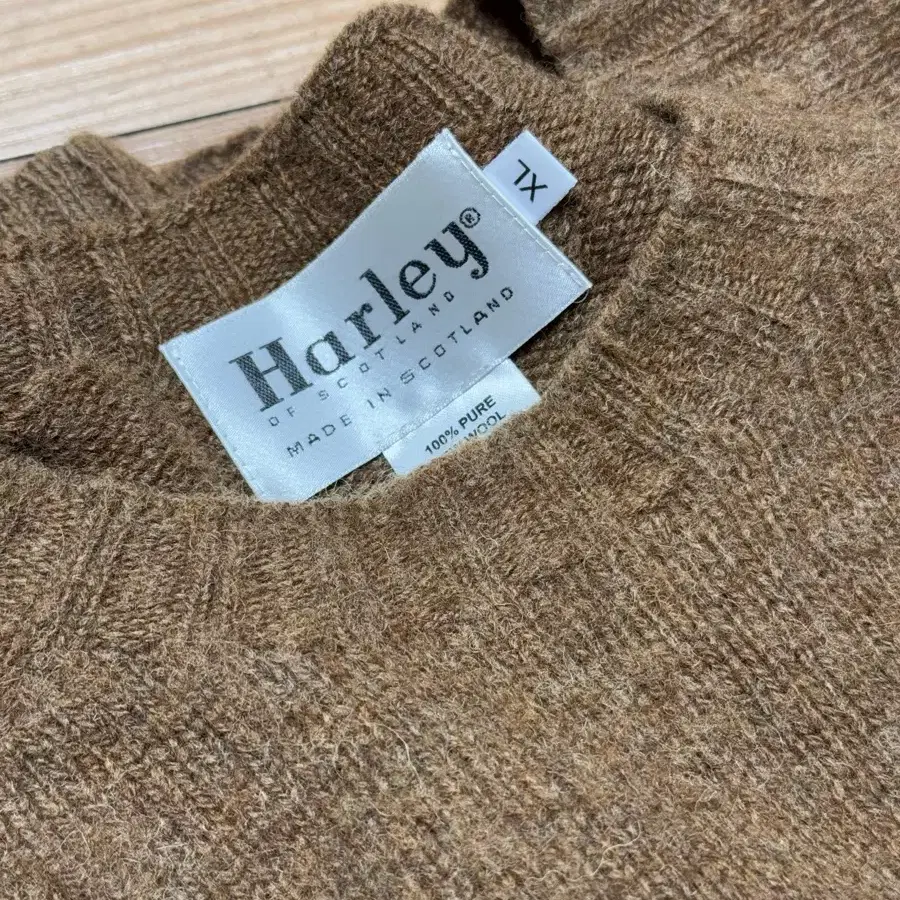 XL
Harley®
OF SCOTLAND
MADE IN SCOTLAND
100% PURE
WOOL